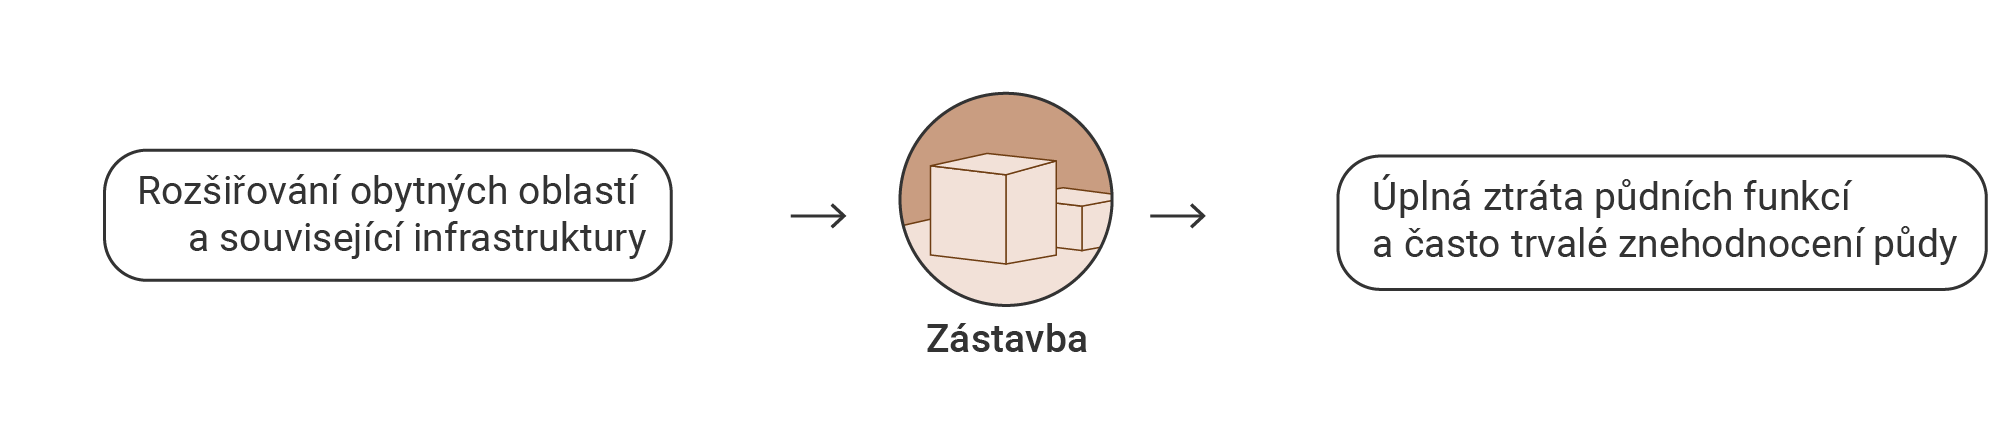 Rozšiřování obytných oblastí
a související infrastruktury
Zástavba
Úplná ztráta půdních funkcí
a často trvalé znehodnocení půdy